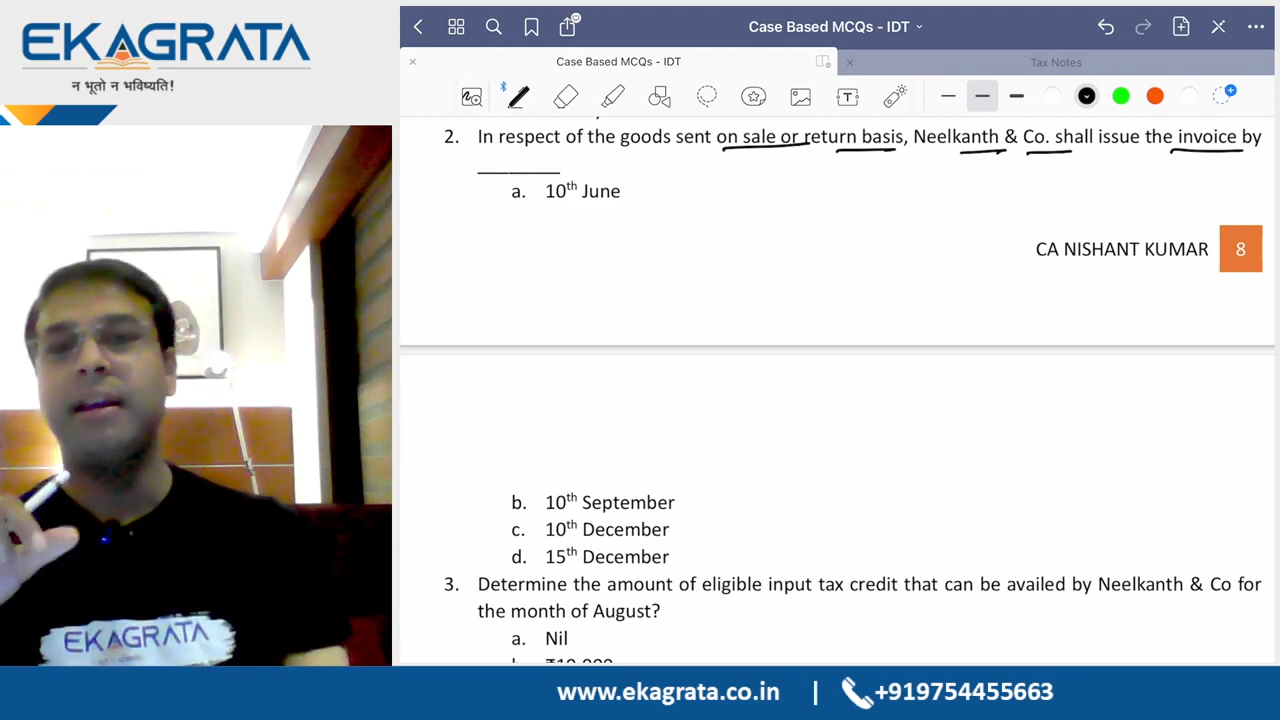 EKAGRATA
न भूतो न भविष्यति!
Case Based MCQs - IDT
Case Based MCQs - IDT
Tax Notes
2. In respect of the goods sent on sale or return basis, Neelkanth & Co. shall issue the invoice by
________
a. 10th June
CA NISHANT KUMAR 8
b. 10th September
c. 10th December
d. 15th December
3. Determine the amount of eligible input tax credit that can be availed by Neelkanth & Co for
the month of August?
a. Nil
b. ₹10,000
EKAGRATA
www.ekagrata.co.in | +919754455663